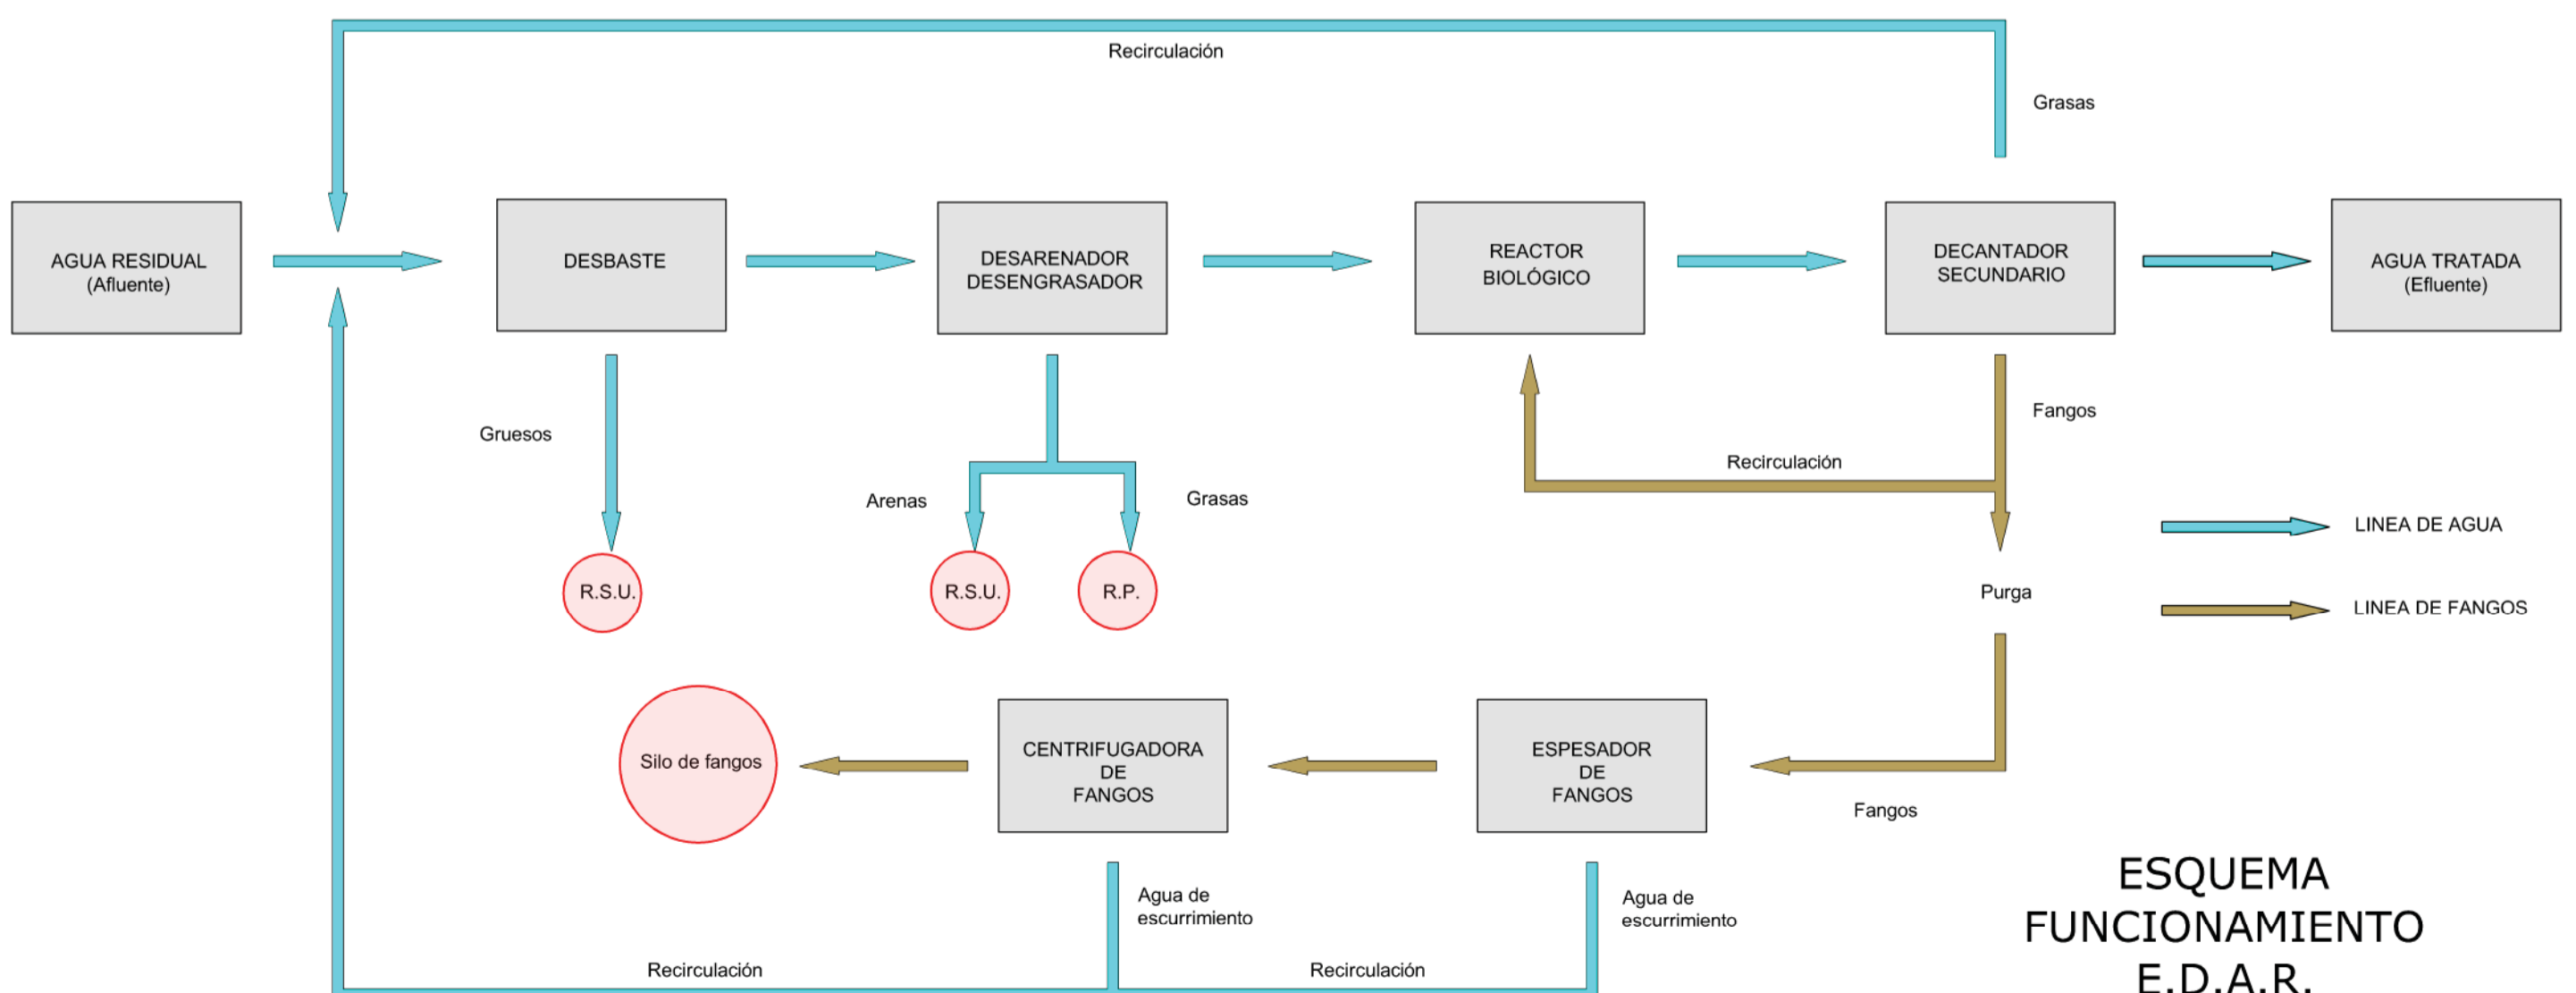 Recirculación
Grasas
AGUA RESIDUAL
(Afluente)
DESBASTE
DESARENADOR
DESENGRASADOR
REACTOR
BIOLÓGICO
DECANTADOR
SECUNDARIO
AGUA TRATADA
(Efluente)
Gruesos
Arenas
Grasas
Recirculación
Fangos
R.S.U.
R.S.U.
R.P.
Purga
LINEA DE AGUA
LINEA DE FANGOS
Silo de fangos
CENTRIFUGADORA
DE
FANGOS
ESPESADOR
DE
FANGOS
Fangos
Agua de
escurrimiento
Agua de
escurrimiento
Recirculación
Recirculación
ESQUEMA
FUNCIONAMIENTO
E.D.A.R.